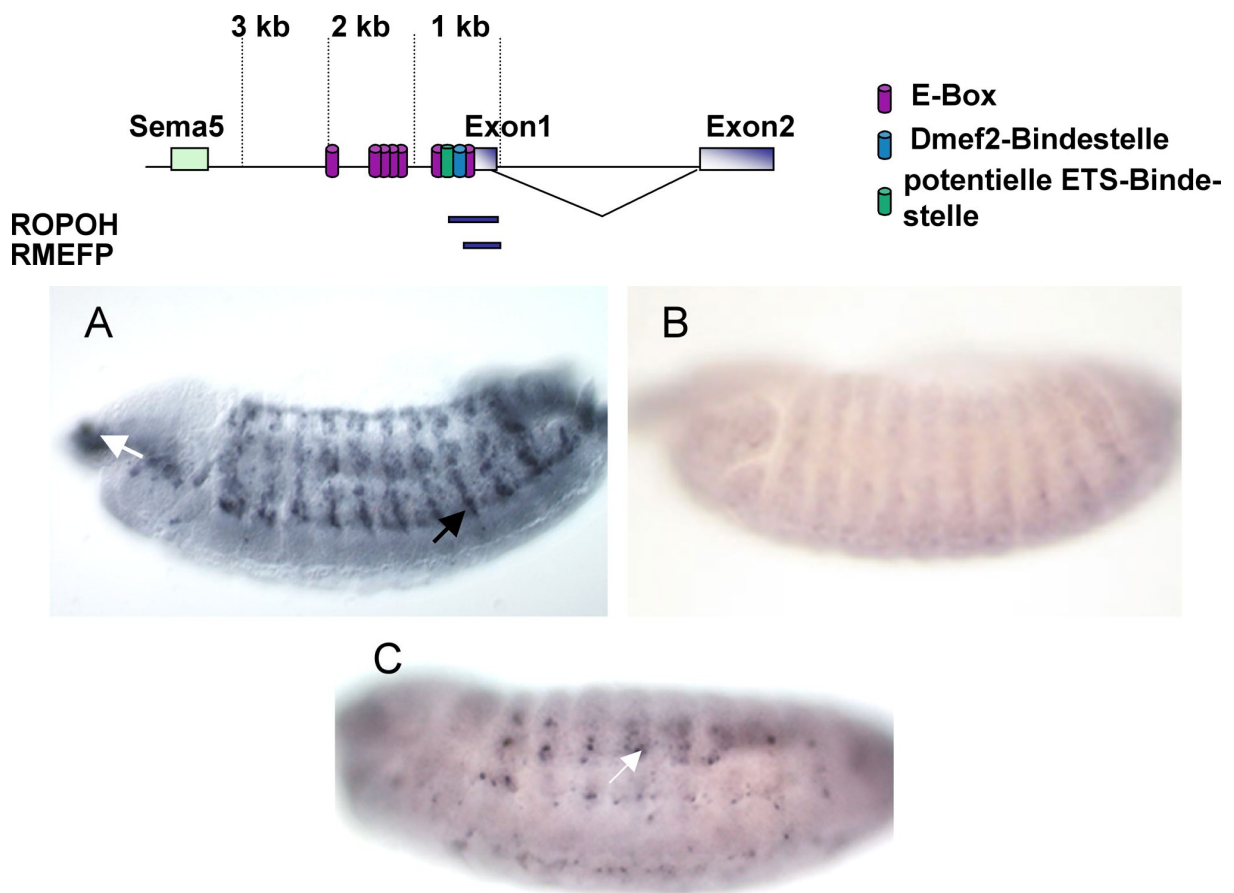 3 kb 2 kb 1 kb
Sema5 Exon1 Exon2
E-Box
Dmef2-Bindestelle
potentielle ETS-Binde-
stelle
ROPOH
RMEFP
A B
C